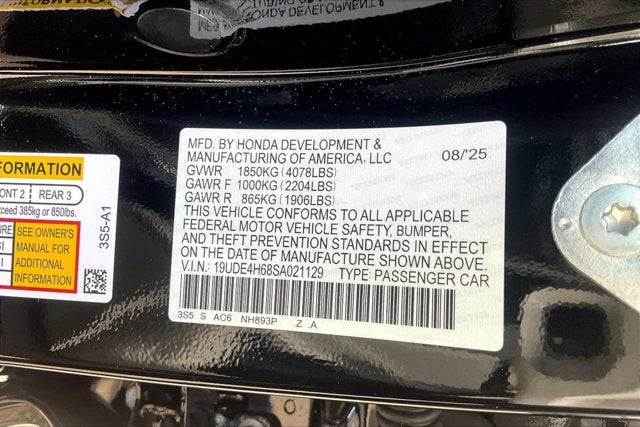 HONDA DEVELOPMENT &
MFD. BY HONDA DEVELOPMENT &
MANUFACTURING OF AMERICA, LLC 08/'25
GVWR 1850KG (4078LBS)
GAWR F 1000KG (2204LBS)
GAWR R 865KG (1906LBS)
THIS VEHICLE CONFORMS TO ALL APPLICABLE
FEDERAL MOTOR VEHICLE SAFETY, BUMPER,
AND THEFT PREVENTION STANDARDS IN EFFECT
ON THE DATE OF MANUFACTURE SHOWN ABOVE.
V.I.N.: 19UDE4H68SA021129 TYPE: PASSENGER CAR
3S5 S AC6 NH893P .Z .A
FORMATION
ONT 2 REAR 3
xceed 385kg or 850lbs.
SEE OWNER'S
MANUAL FOR
ADDITIONAL
INFORMATION
3S5-A1